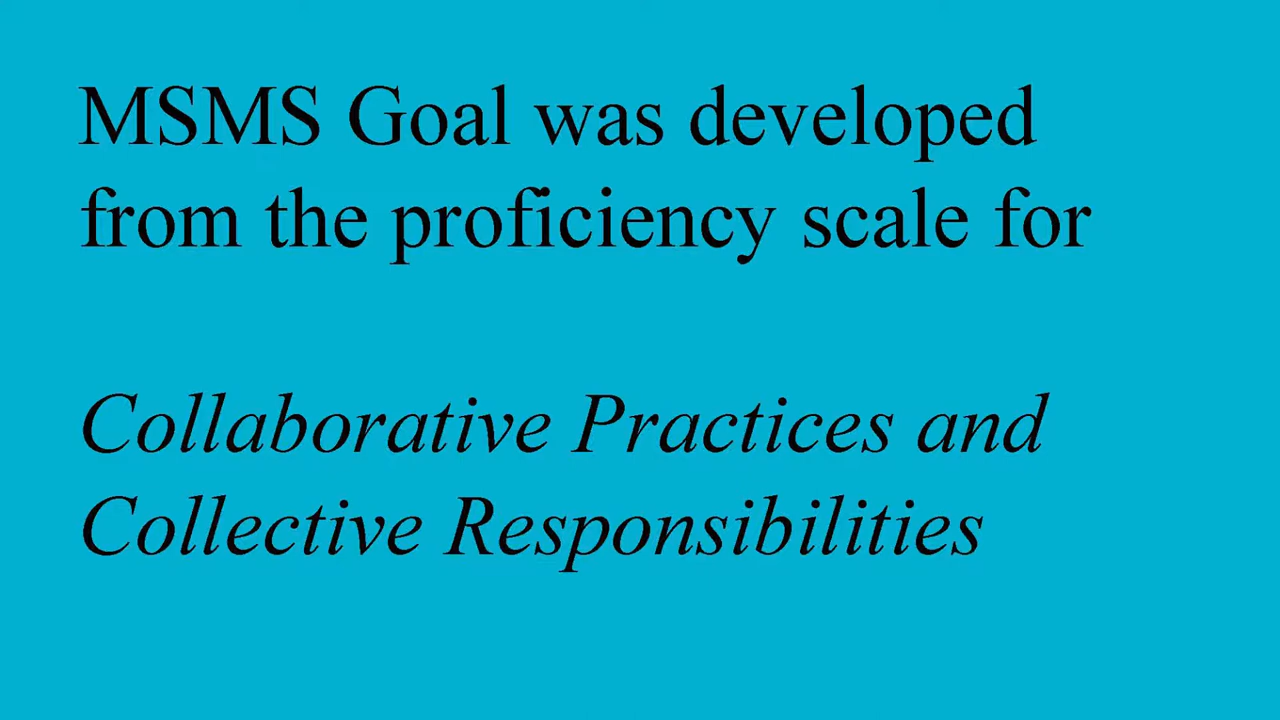 MSMS Goal was developed
from the proficiency scale for
Collaborative Practices and
Collective Responsibilities